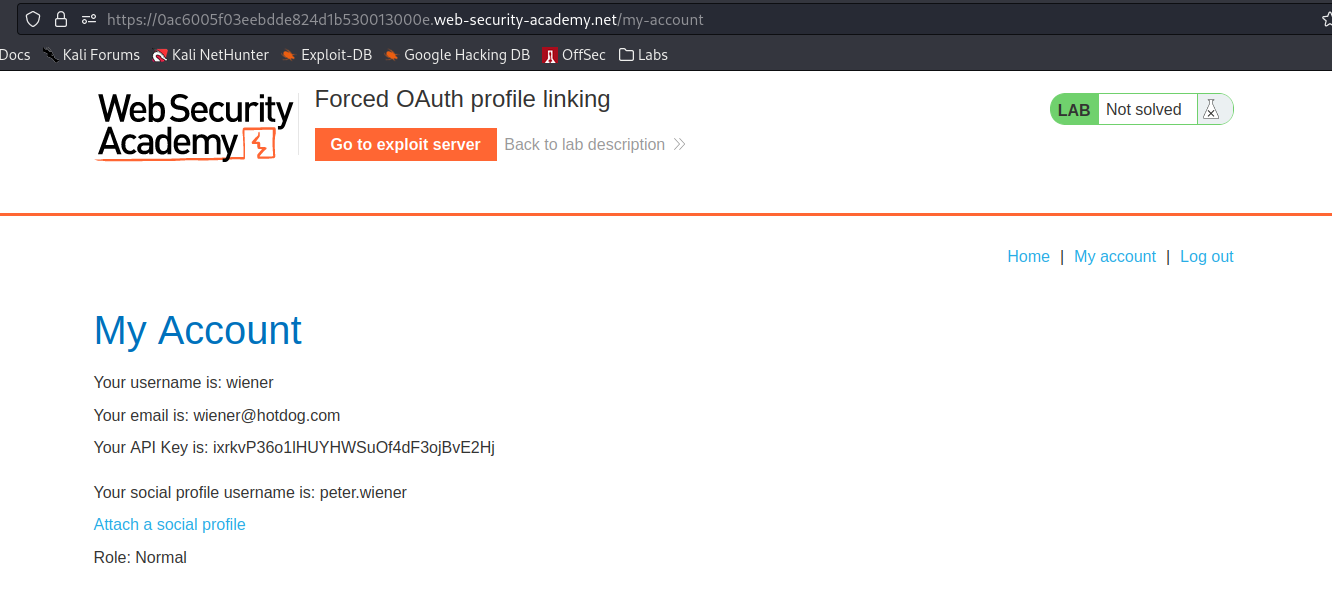 https://0ac6005f03eebdde824d1b530013000e.web-security-academy.net/my-account
Docs Kali Forums Kali NetHunter Exploit-DB Google Hacking DB OffSec Labs
Web Security
Academy
Forced OAuth profile linking
Go to exploit server Back to lab description
LAB Not solved
Home | My account | Log out
My Account
Your username is: wiener
Your email is: wiener@hotdog.com
Your API Key is: ixrkvP36o1lHUYHWSuOf4dF3ojBvE2Hj
Your social profile username is: peter.wiener
Attach a social profile
Role: Normal